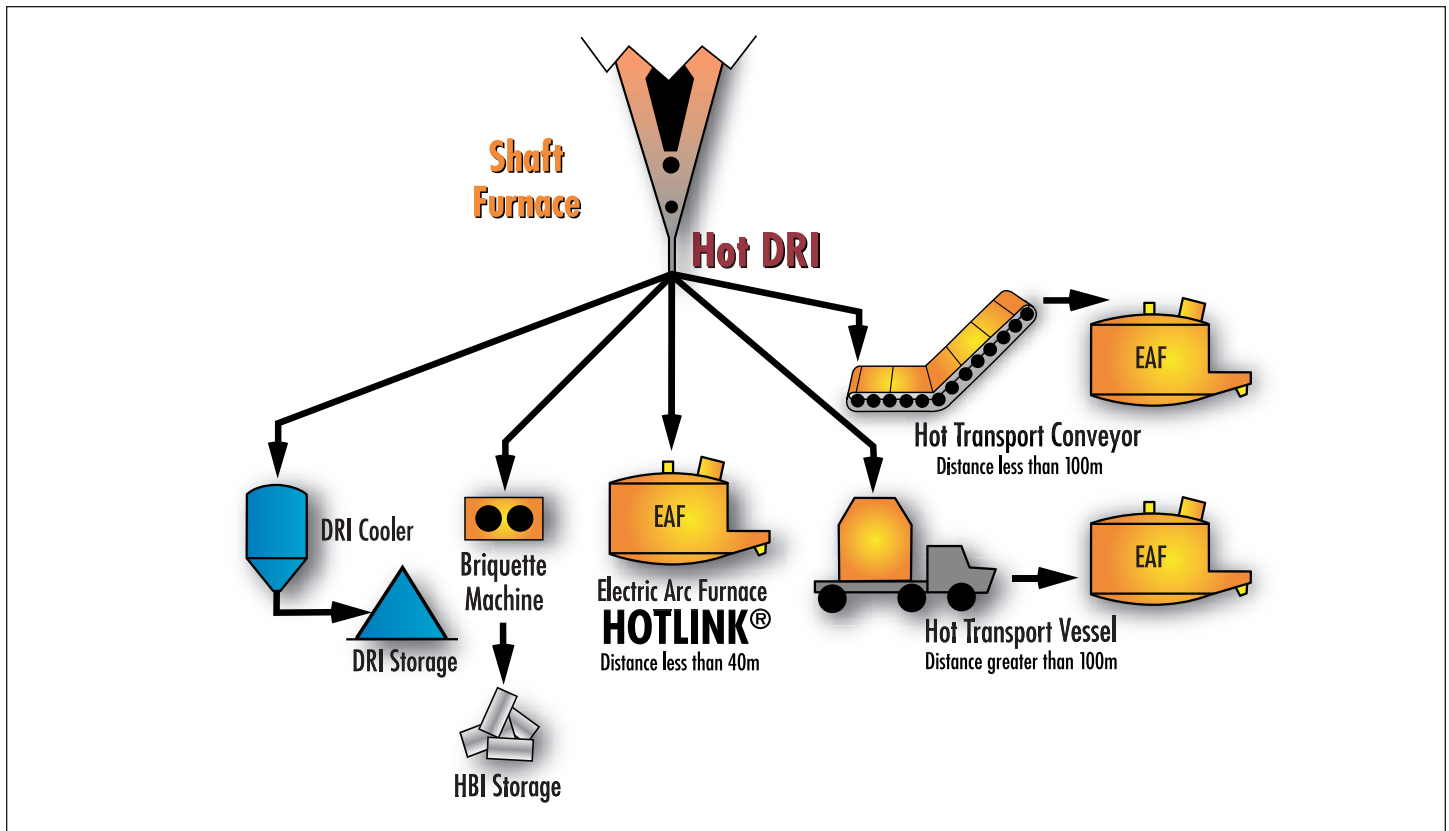 Shaft
Furnace
Hot DRI
EAF
Hot Transport Conveyor
Distance less than 100m
DRI Cooler
DRI Storage
Briquette
Machine
HBI Storage
EAF
Electric Arc Furnace
HOTLINK®
Distance less than 40m
EAF
Hot Transport Vessel
Distance greater than 100m